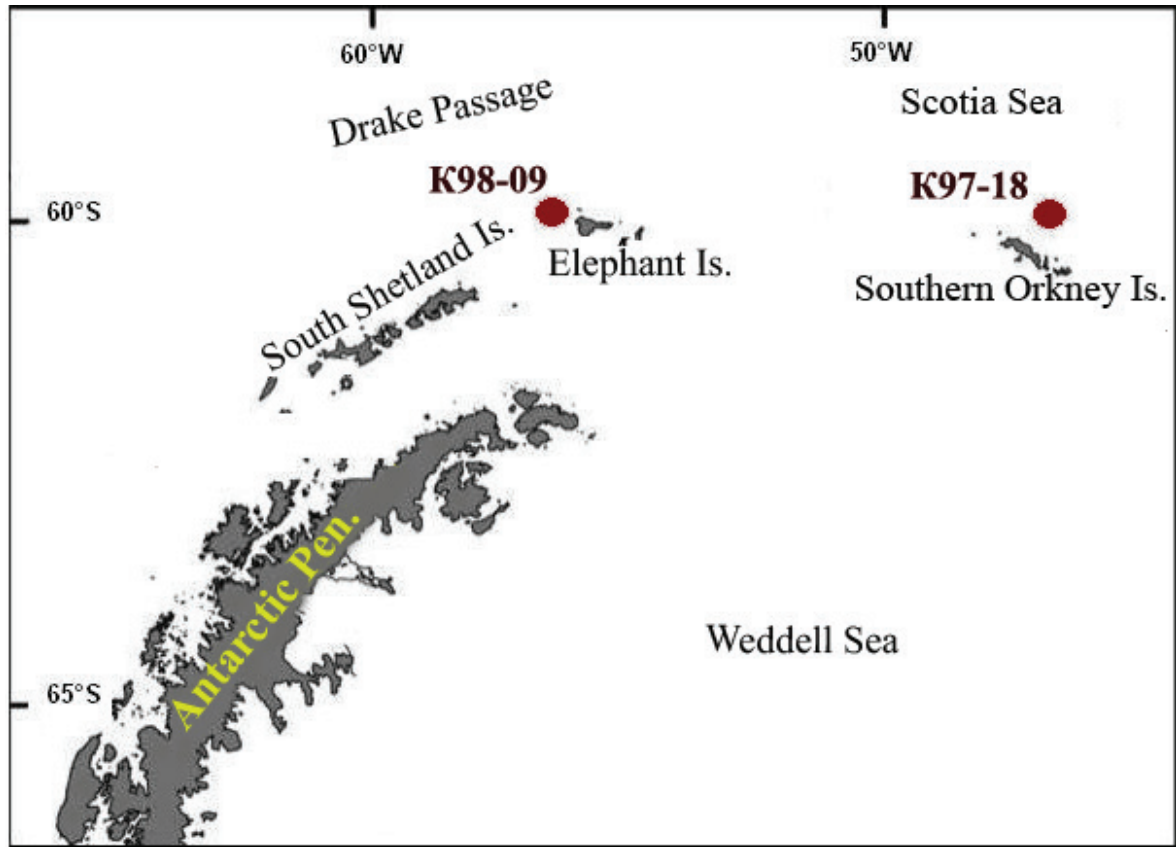 60°W
50°W
Drake Passage
Scotia Sea
K98-09
K97-18
60°S
South Shetland Is.
Elephant Is.
Southern Orkney Is.
Antarctic Pen.
Weddell Sea
65°S